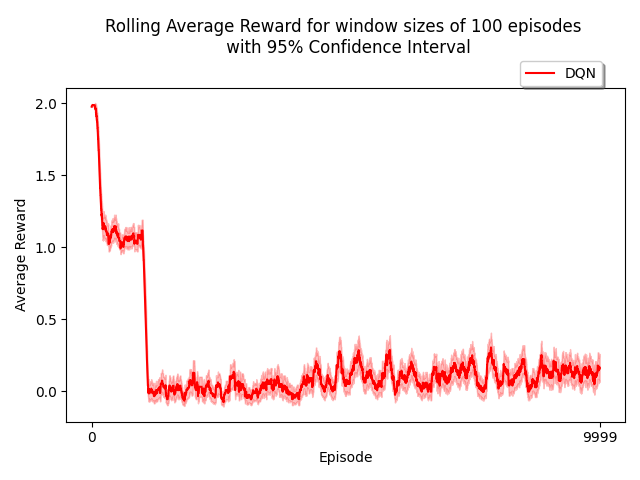 Rolling Average Reward for window sizes of 100 episodes
with 95% Confidence Interval
DQN
2.0
1.5
1.0
0.5
0.0
Average Reward
0
9999
Episode